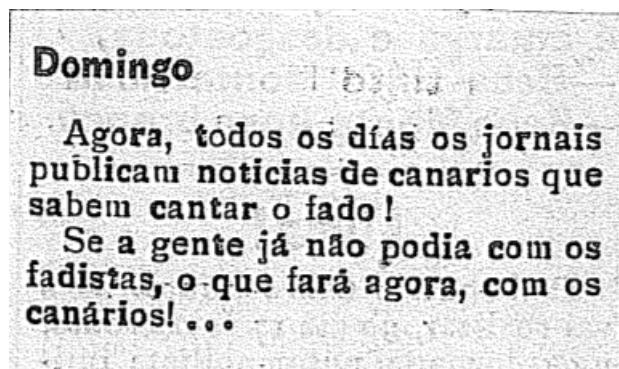 Domingo
Agora, todos os días os jornais
publicam noticias de canarios que
sabem cantar o fado !
Se a gente já não podia com os
fadistas, o que fará agora, com os
canários! ...